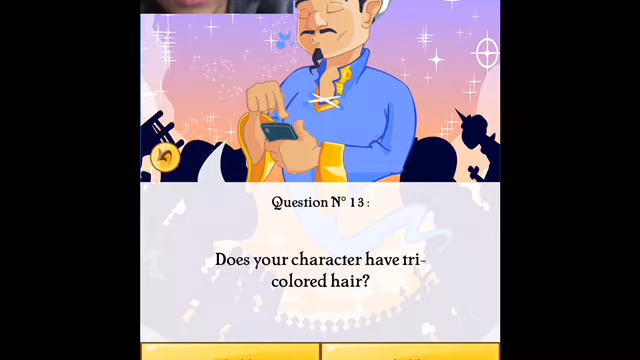 Question N° 13:
Does your character have tri-
colored hair?